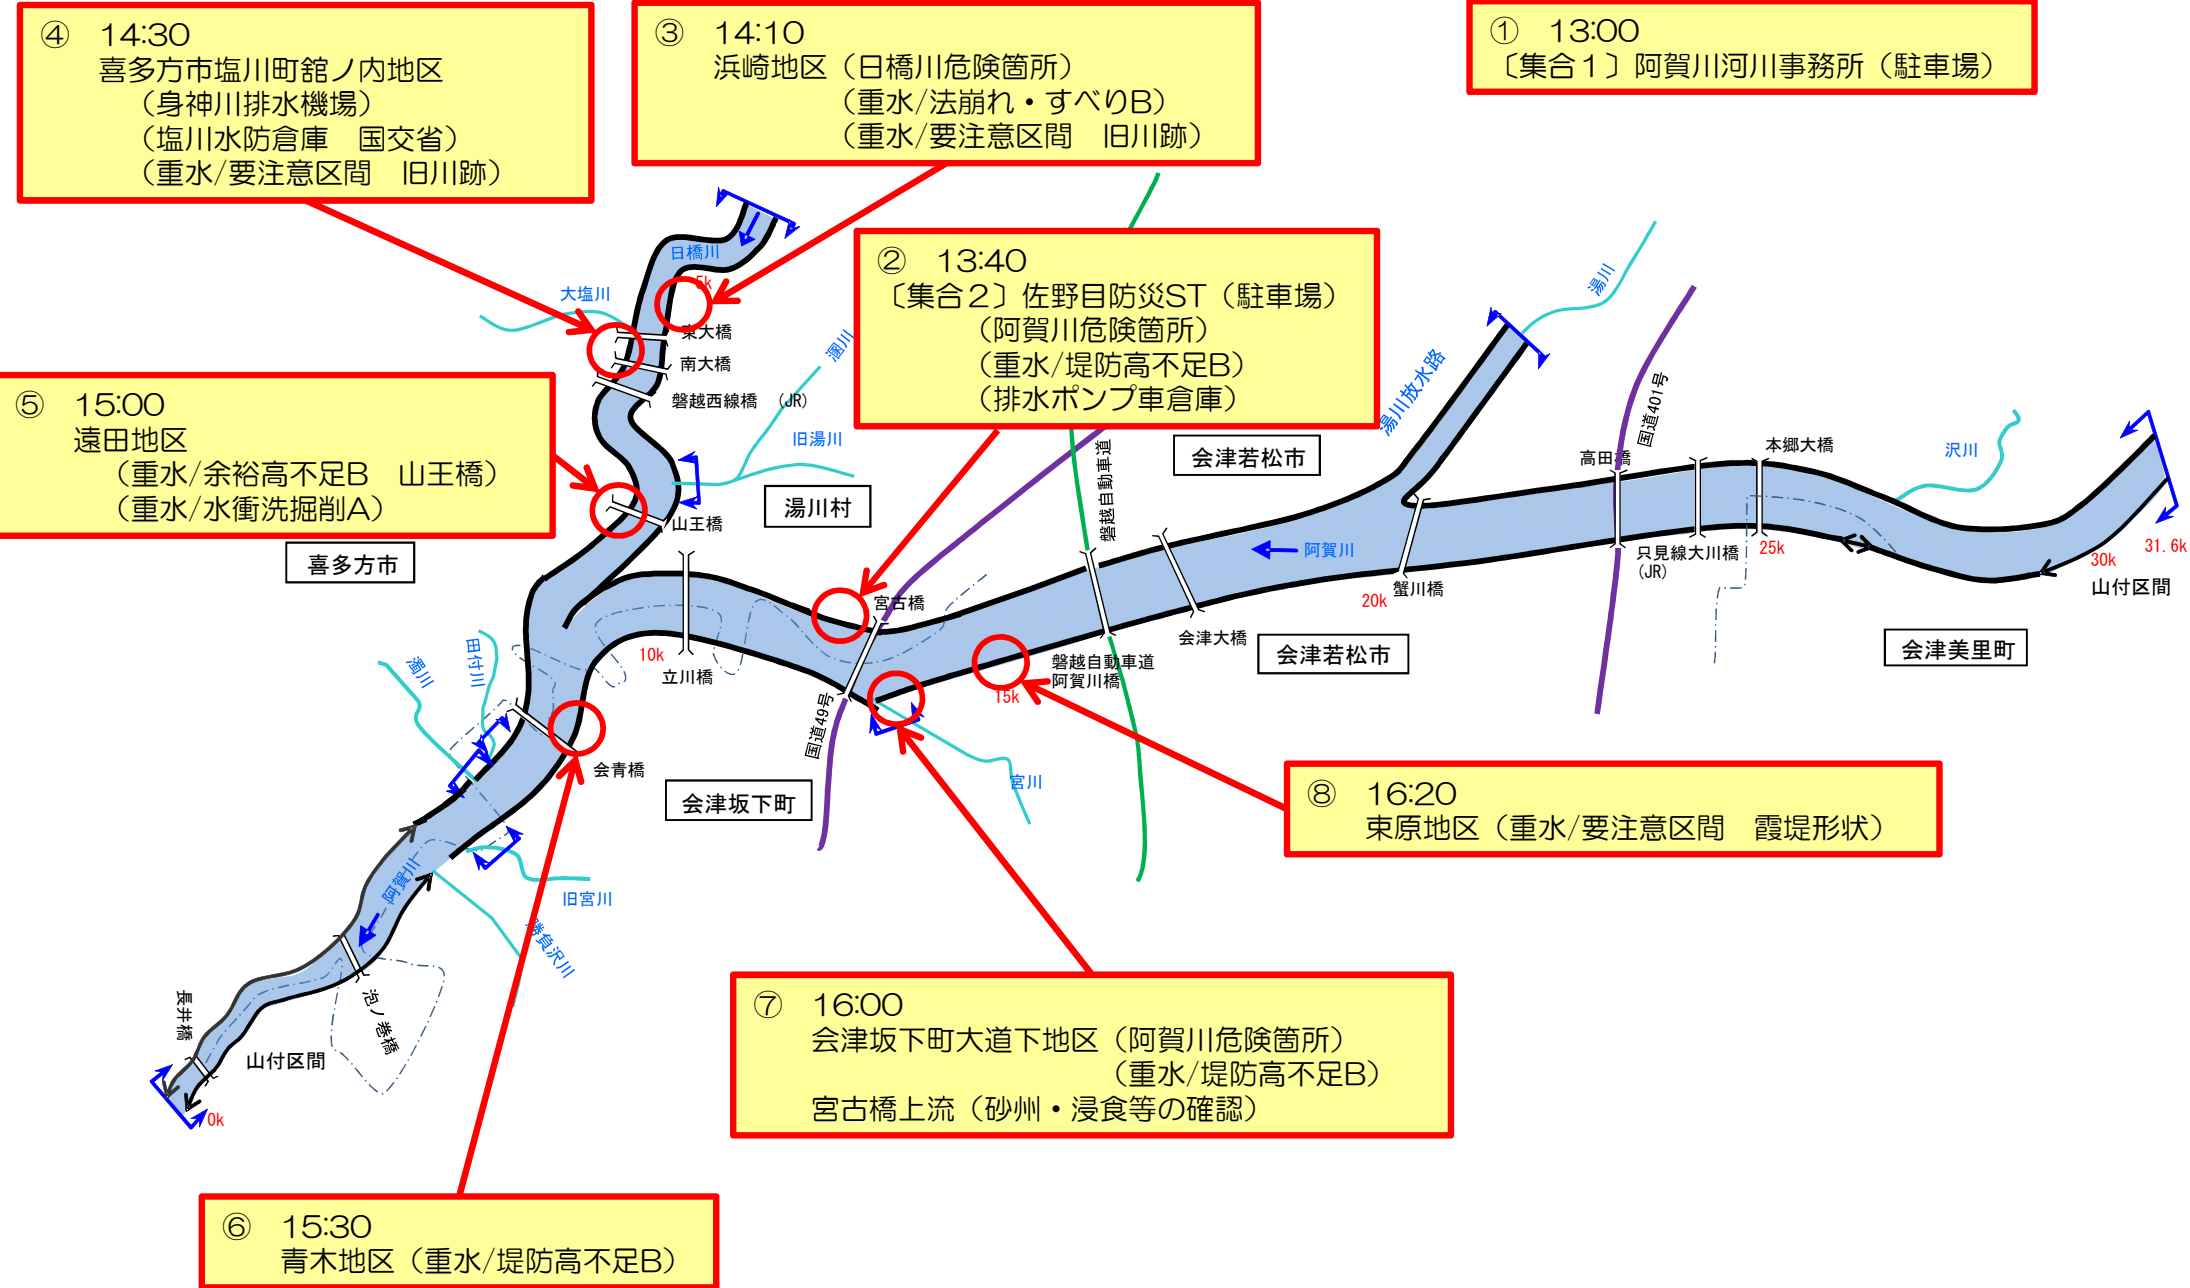 ④ 14:30
喜多方市塩川町舘ノ内地区
（身神川排水機場）
（塩川水防倉庫　国交省）
（重水/要注意区間　旧川跡）
③ 14:10
浜崎地区（日橋川危険箇所）
（重水/法崩れ・すべりB）
（重水/要注意区間　旧川跡）
① 13:00
〔集合１〕阿賀川河川事務所（駐車場）
② 13:40
〔集合２〕佐野目防災ST（駐車場）
（阿賀川危険箇所）
（重水/堤防高不足B）
（排水ポンプ車倉庫）
⑤ 15:00
遠田地区
（重水/余裕高不足B　山王橋）
（重水/水衝洗掘削A）
日橋川
5k
大塩川
東大橋
南大橋
磐越西線橋　(JR)
濁川
旧湯川
湯川村
山王橋
喜多方市
湯川
湯川放水路
国道401号
会津若松市
磐越自動車道
高田橋
本郷大橋
沢川
阿賀川
只見線大川橋
(JR)
25k
30k
31.6k
山付区間
20k
蟹川橋
会津大橋
会津若松市
会津美里町
宮古橋
磐越自動車道
阿賀川橋
15k
10k
立川橋
国道49号
宮川
田付川
濁川
会青橋
会津坂下町
⑧ 16:20
束原地区（重水/要注意区間　霞堤形状）
阿賀川
旧宮川
勝負沢川
長井橋
泡ノ巻橋
山付区間
0k
⑦ 16:00
会津坂下町大道下地区（阿賀川危険箇所）
（重水/堤防高不足B）
宮古橋上流（砂州・浸食等の確認）
⑥ 15:30
青木地区（重水/堤防高不足B）